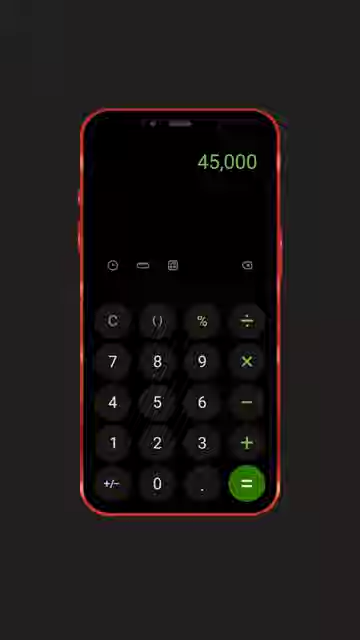 45,000
C () % ÷
7 8 9 ×
4 5 6 −
1 2 3 +
+/− 0 . =